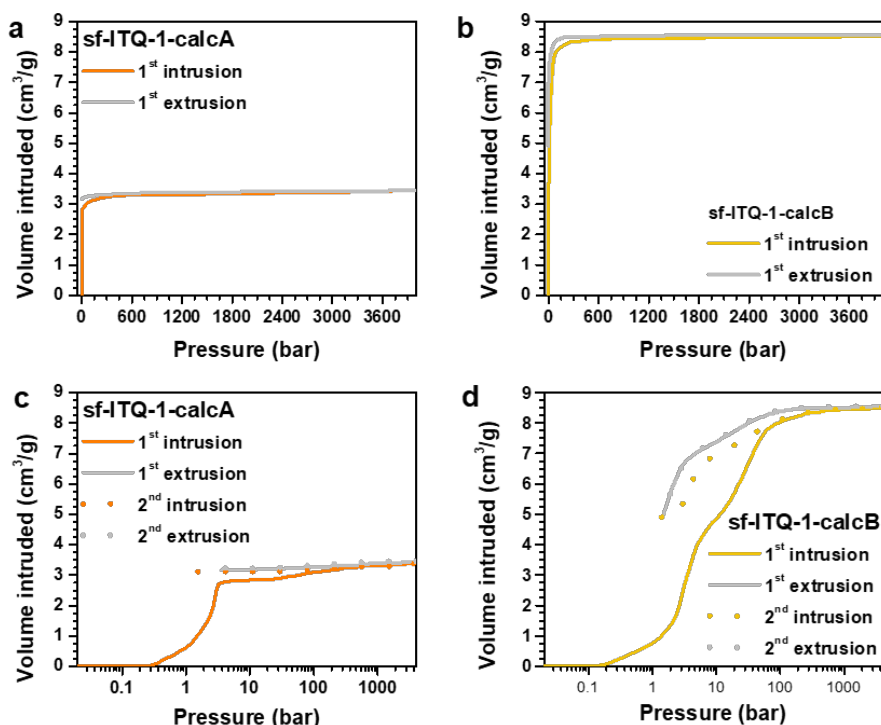 a
sf-ITQ-1-calcA
1st intrusion
1st extrusion
Volume intruded (cm3/g)
9
8
7
6
5
4
3
2
1
0
0 600 1200 1800 2400 3000 3600
Pressure (bar)
b
sf-ITQ-1-calcB
1st intrusion
1st extrusion
Volume intruded (cm3/g)
9
8
7
6
5
4
3
2
1
0
0 600 1200 1800 2400 3000 3600
Pressure (bar)
c
sf-ITQ-1-calcA
1st intrusion
1st extrusion
2nd intrusion
2nd extrusion
Volume intruded (cm3/g)
9
8
7
6
5
4
3
2
1
0
0.1 1 10 100 1000
Pressure (bar)
d
sf-ITQ-1-calcB
1st intrusion
1st extrusion
2nd intrusion
2nd extrusion
Volume intruded (cm3/g)
9
8
7
6
5
4
3
2
1
0
0.1 1 10 100 1000
Pressure (bar)